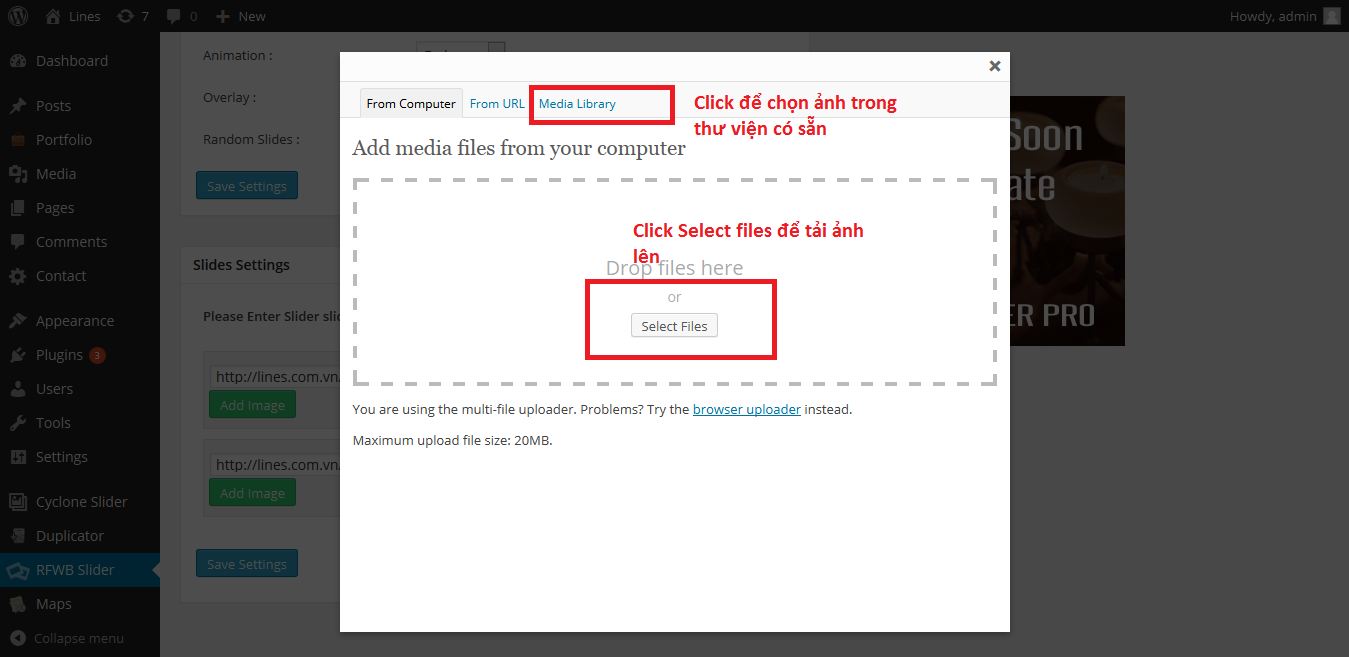 Lines
7
0
New
Howdy, admin
Dashboard
Posts
Portfolio
Media
Pages
Comments
Contact
Appearance
Plugins 3
Users
Tools
Settings
Cyclone Slider
Duplicator
RFWB Slider
Maps
Collapse menu
Animation :
Overlay :
Random Slides :
Save Settings
Slides Settings
Please Enter Slider
http://lines.com.vn/
Add Image
http://lines.com.vn/
Add Image
Save Settings
From Computer
From URL
Media Library
Click để chọn ảnh trong
thư viện có sẵn
Add media files from your computer
Click Select files để tải ảnh
lên
Drop files here
or
Select Files
You are using the multi-file uploader. Problems? Try the browser uploader instead.
Maximum upload file size: 20MB.
Soon
ate
ER PRO